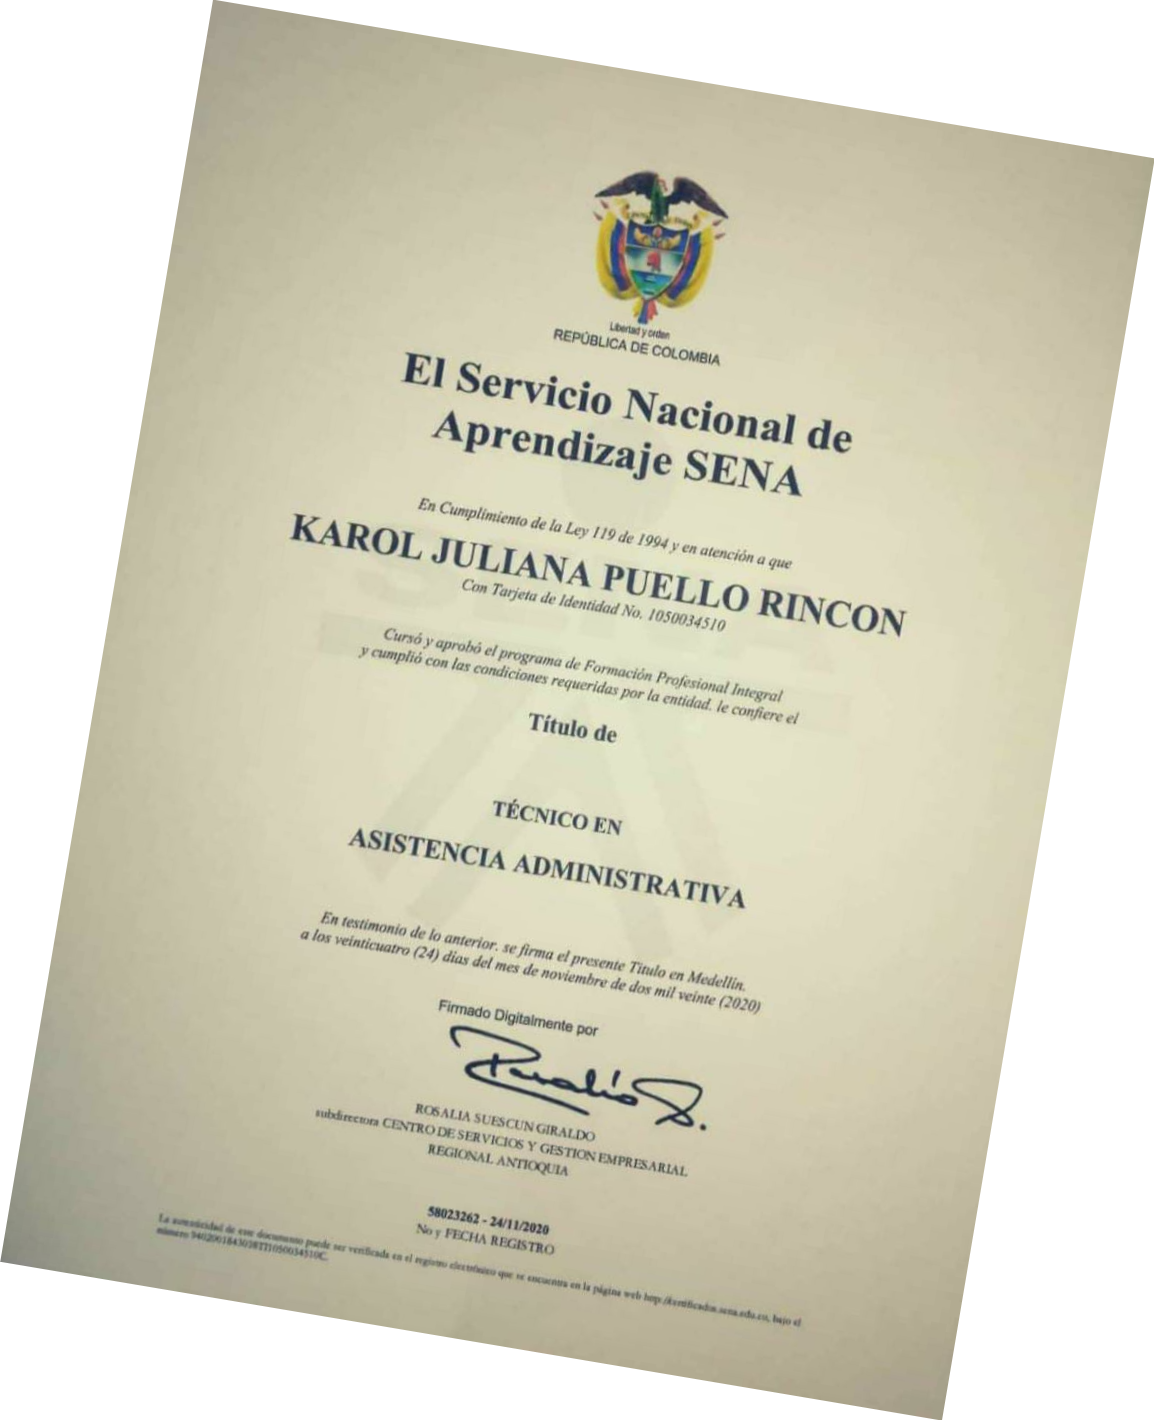 Libertad y orden
REPÚBLICA DE COLOMBIA
El Servicio Nacional de
Aprendizaje SENA
En Cumplimiento de la Ley 119 de 1994 y en atención a que
KAROL JULIANA PUELLO RINCON
Con Tarjeta de Identidad No. 1050034510
Cursó y aprobó el programa de Formación Profesional Integral
y cumplió con las condiciones requeridas por la entidad. le confiere el
Título de
TÉCNICO EN
ASISTENCIA ADMINISTRATIVA
En testimonio de lo anterior. se firma el presente Título en Medellín.
a los veinticuatro (24) días del mes de noviembre de dos mil veinte (2020)
Firmado Digitalmente por
ROSALIA SUESCUN GIRALDO
subdirectora CENTRO DE SERVICIOS Y GESTION EMPRESARIAL
REGIONAL ANTIOQUIA
58023262 - 24/11/2020
No y FECHA REGISTRO
La autenticidad de este documento puede ser verificada en el registro electrónico que se encuentra en la página web http://certificados.sena.edu.co, bajo el
número 9402001843038TI1050034510C.